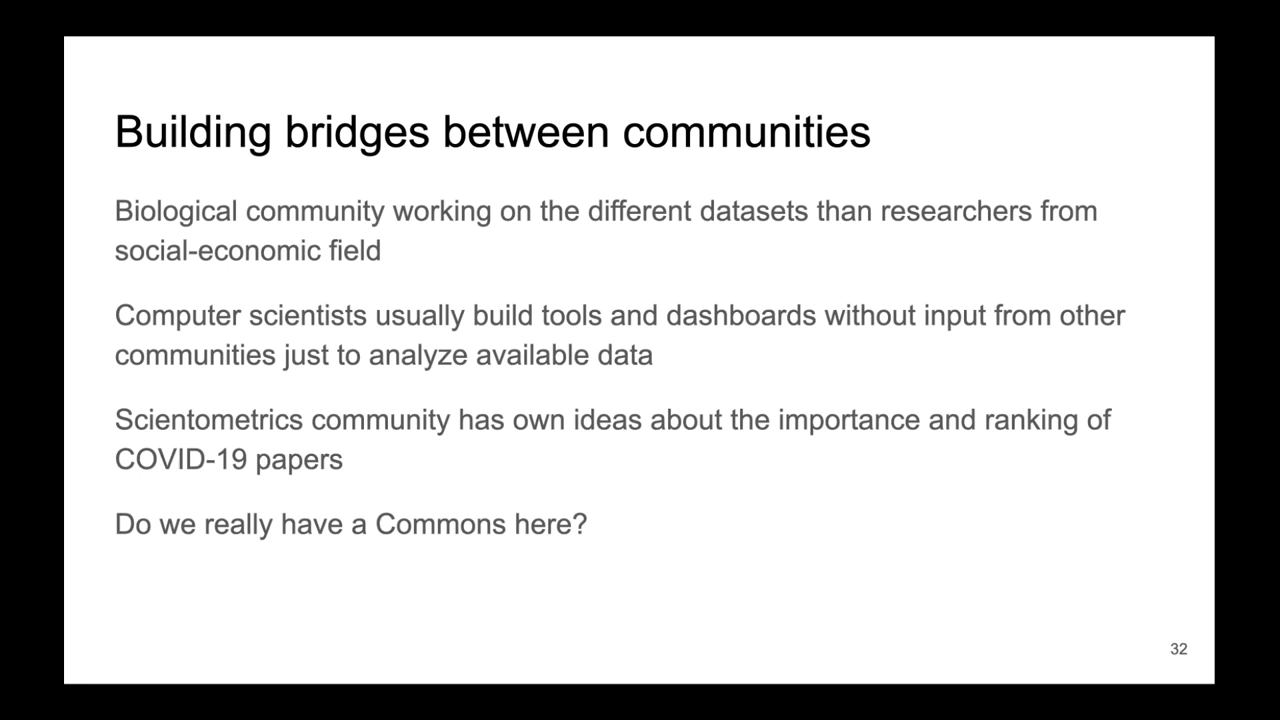 Building bridges between communities
Biological community working on the different datasets than researchers from
social-economic field
Computer scientists usually build tools and dashboards without input from other
communities just to analyze available data
Scientometrics community has own ideas about the importance and ranking of
COVID-19 papers
Do we really have a Commons here?
32